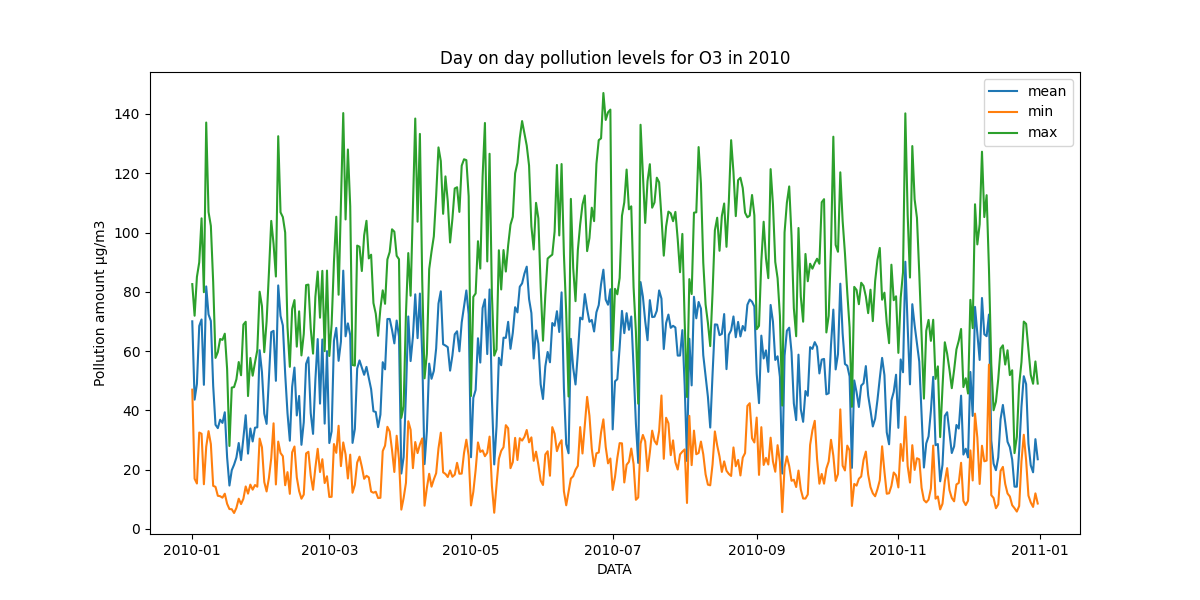 Day on day pollution levels for O3 in 2010
mean
min
max
Pollution amount µg/m3
140
120
100
80
60
40
20
0
2010-01
2010-03
2010-05
2010-07
2010-09
2010-11
2011-01
DATA